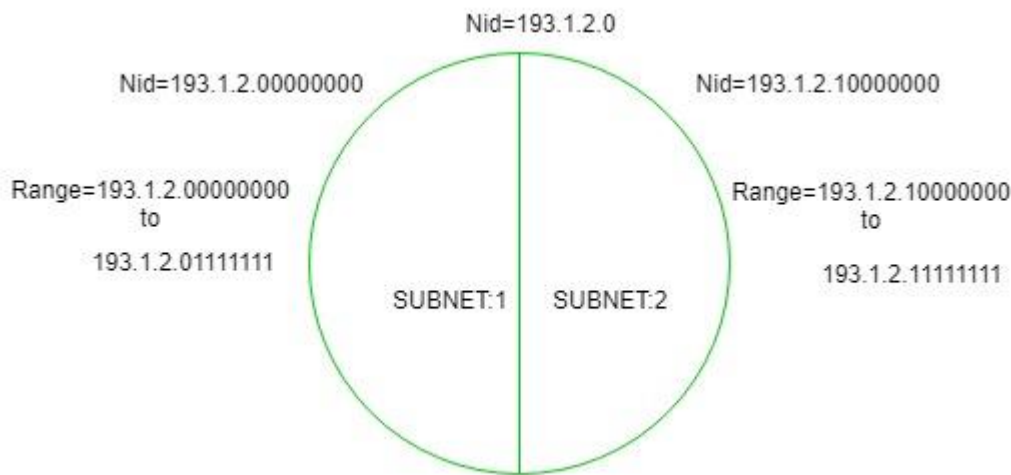 Nid=193.1.2.0
Nid=193.1.2.00000000
Nid=193.1.2.10000000
Range=193.1.2.00000000
to
193.1.2.01111111
Range=193.1.2.10000000
to
193.1.2.11111111
SUBNET:1
SUBNET:2